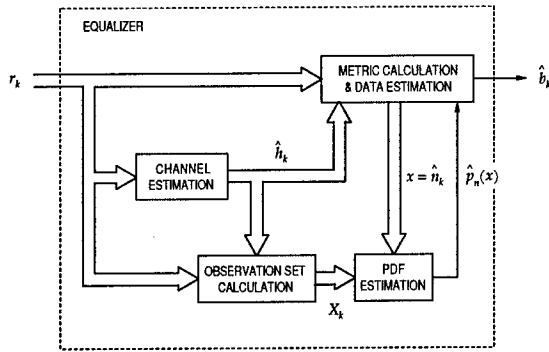 EQUALIZER
r_k
METRIC CALCULATION
& DATA ESTIMATION
b̂_k
CHANNEL
ESTIMATION
ĥ_k
x = n̂_k
p̂_n(x)
OBSERVATION SET
CALCULATION
X_k
PDF
ESTIMATION